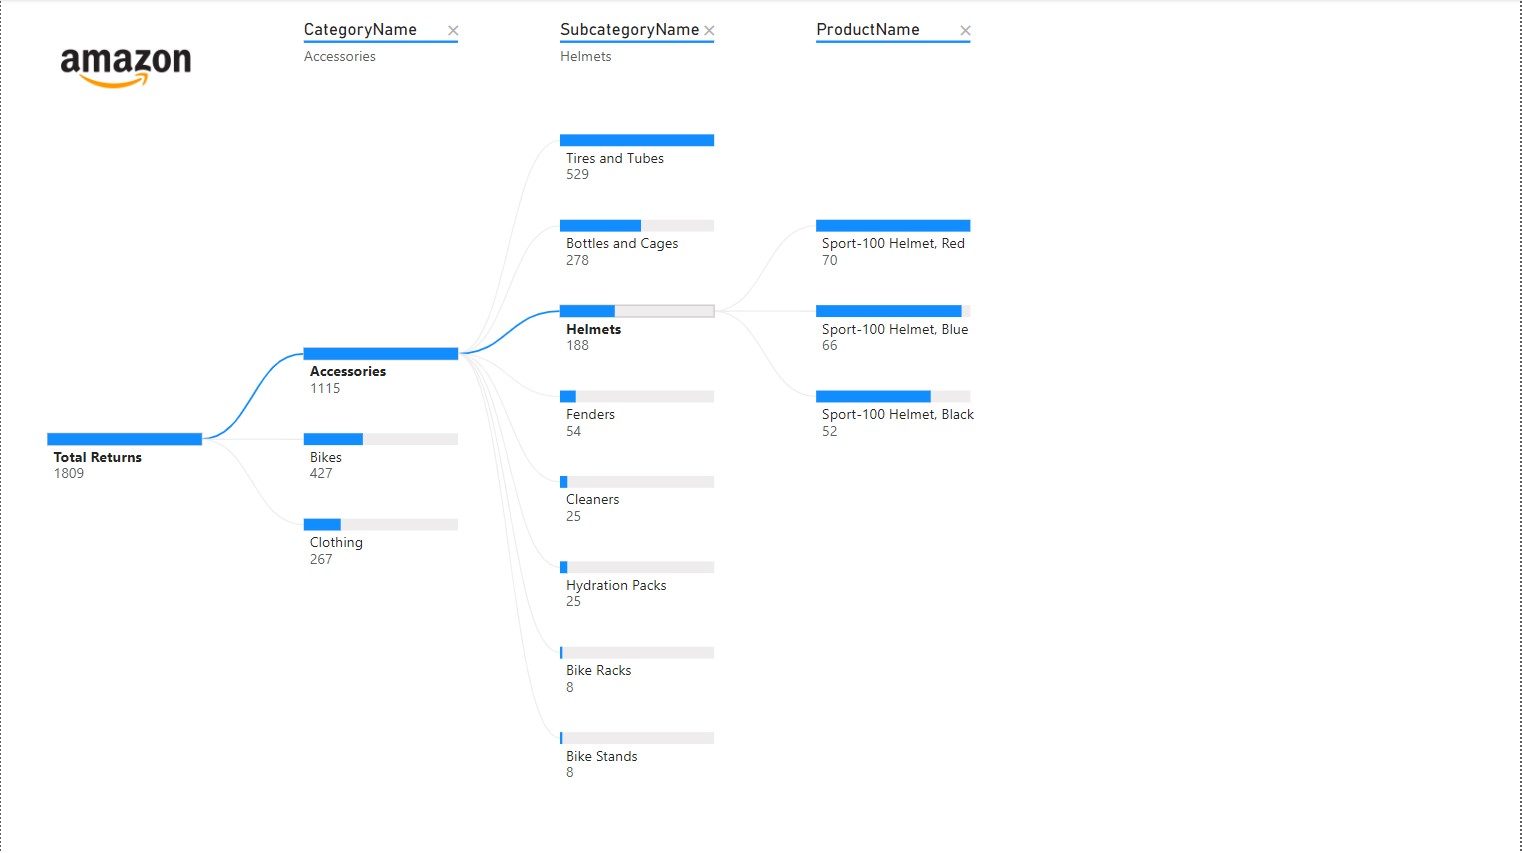 amazon
CategoryName
Accessories
SubcategoryName
Helmets
ProductName
Total Returns
1809
Accessories
1115
Bikes
427
Clothing
267
Tires and Tubes
529
Bottles and Cages
278
Helmets
188
Fenders
54
Cleaners
25
Hydration Packs
25
Bike Racks
8
Bike Stands
8
Sport-100 Helmet, Red
70
Sport-100 Helmet, Blue
66
Sport-100 Helmet, Black
52